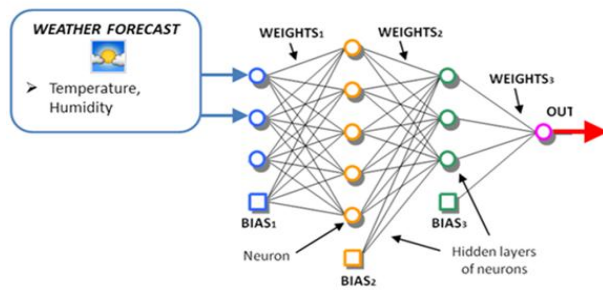 WEATHER FORECAST
➢ Temperature,
Humidity
WEIGHTS₁
WEIGHTS₂
WEIGHTS₃
OUT
BIAS₁
BIAS₃
Neuron
BIAS₂
Hidden layers
of neurons